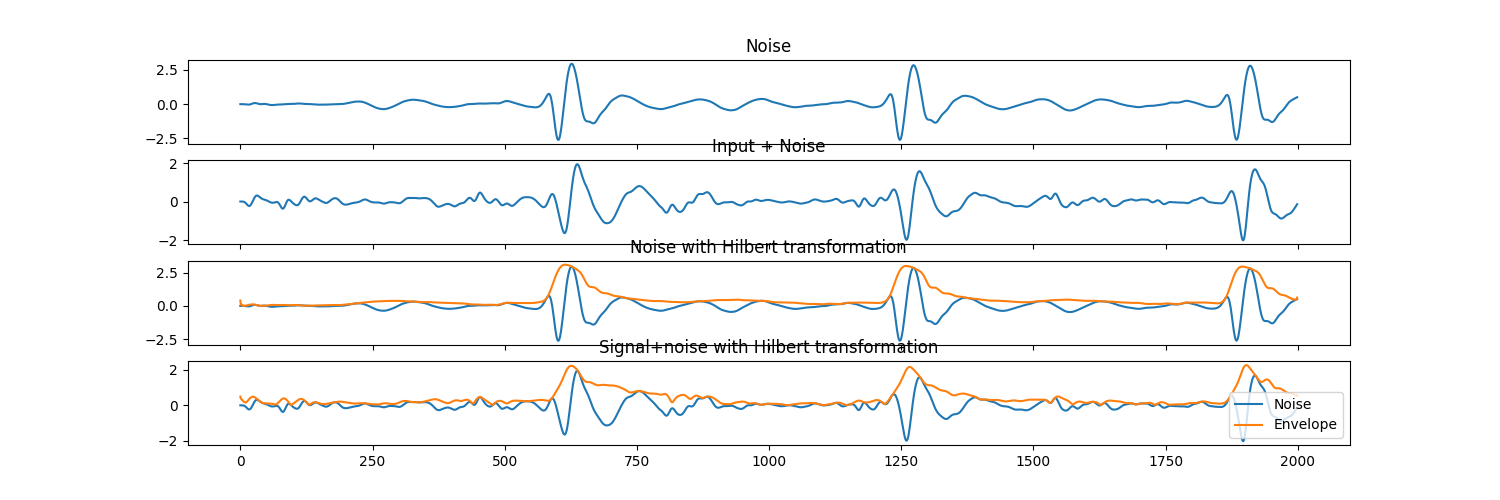 Noise
2.5
0.0
−2.5
Input + Noise
2
0
−2
Noise with Hilbert transformation
2.5
0.0
−2.5
Signal+noise with Hilbert transformation
2
0
−2
Noise
Envelope
0 250 500 750 1000 1250 1500 1750 2000